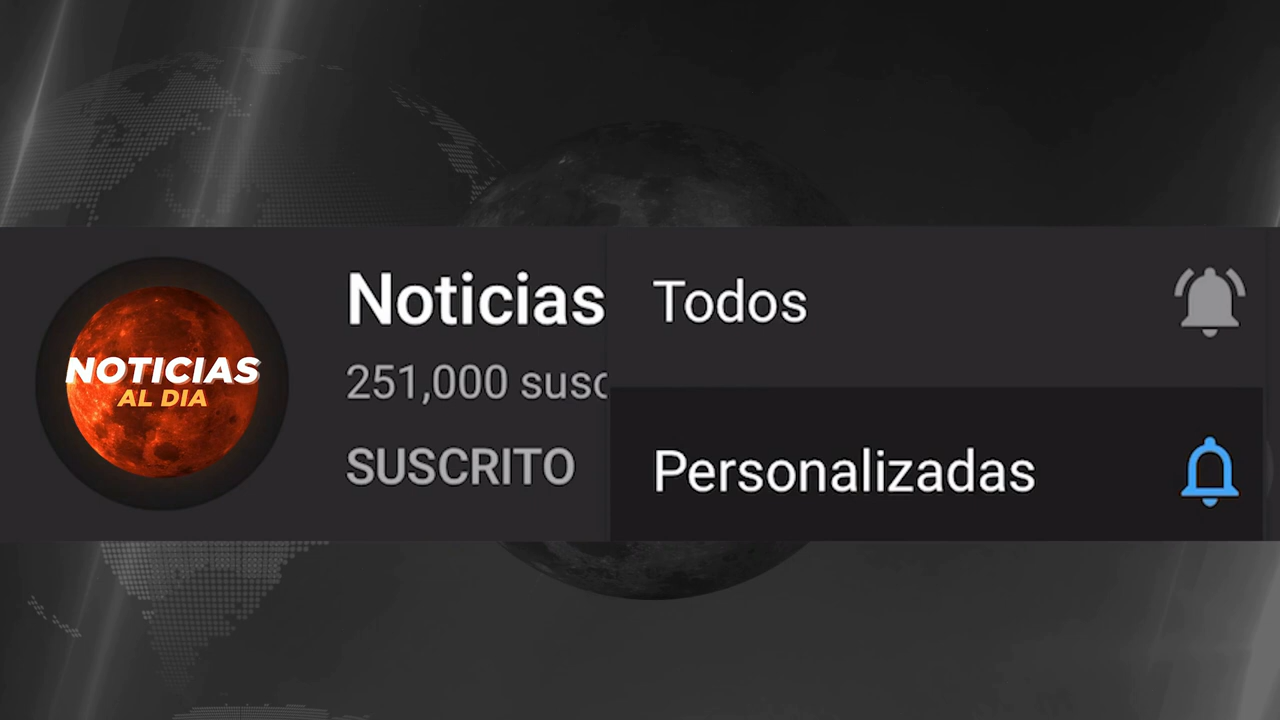 NOTICIAS
AL DIA
Noticias
251,000 susc
SUSCRITO
Todos
Personalizadas